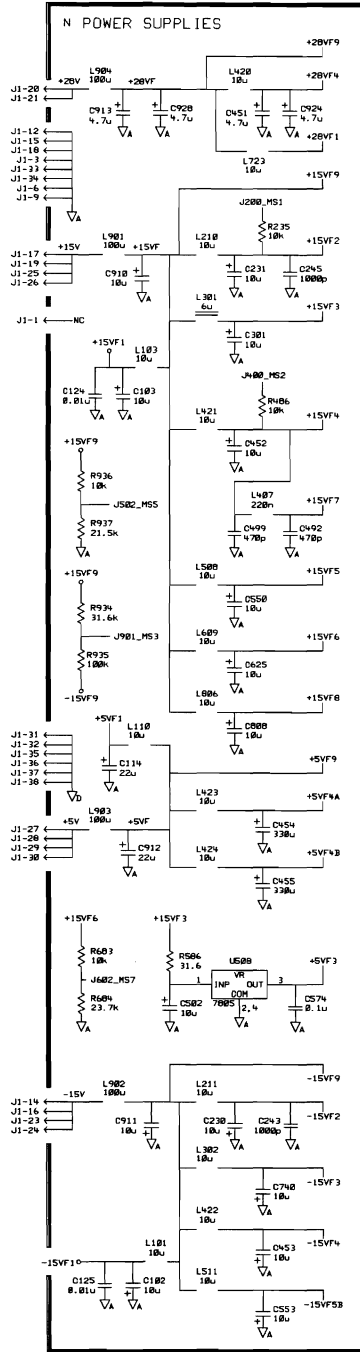 N POWER SUPPLIES
+28VF9
L904
100u
L420
10u
J1-20
+28V
+28VF
+28VF4
J1-21
C913
4.7u
C928
4.7u
C451
4.7u
C924
4.7u
A
A
A
A
J1-12
J1-15
J1-18
J1-3
J1-33
J1-34
J1-6
J1-9
A
L723
10u
+28VF1
+15VF9
J200_MS1
R235
10k
L901
100u
L210
10u
J1-17
+15V
+15VF
+15VF2
J1-19
J1-25
J1-26
C910
10u
A
C231
10u
A
C245
1000p
A
L301
6u
+15VF3
J1-1
NC
C301
10u
A
+15VF1
L103
10u
C124
0.01u
A
C103
10u
A
J400_MS2
R486
10k
L421
10u
+15VF4
C452
10u
A
+15VF9
R936
10k
J502_MS5
R937
21.5k
A
L407
220n
+15VF7
C499
470p
A
C492
470p
A
+15VF9
R934
31.6k
J901_MS3
R935
100k
-15VF9
L508
10u
+15VF5
C550
10u
A
L609
10u
+15VF6
C625
10u
A
L806
10u
+15VF8
C808
10u
A
J1-31
J1-32
J1-35
J1-36
J1-37
J1-38
D
+5VF1
L110
10u
C114
22u
A
+5VF9
L423
10u
+5VF4A
C454
330u
A
L903
100u
J1-27
+5V
+5VF
J1-28
J1-29
J1-30
C912
22u
A
L424
10u
+5VF4B
C455
330u
A
+15VF6
R683
10k
J602_MS7
R684
23.7k
A
+15VF3
R586
31.6
U508
VR
1
INP
OUT
3
COM
7805
2,4
A
+5VF3
C502
10u
A
C574
0.1u
A
-15VF9
L902
100u
L211
10u
J1-14
-15V
-15VF2
J1-16
J1-23
J1-24
C911
10u
A
C230
10u
A
C243
1000p
A
L302
10u
-15VF3
C740
10u
A
L422
10u
-15VF4
C453
10u
A
-15VF1
L101
10u
C125
0.01u
A
C102
10u
A
L511
10u
-15VF5B
C553
10u
A